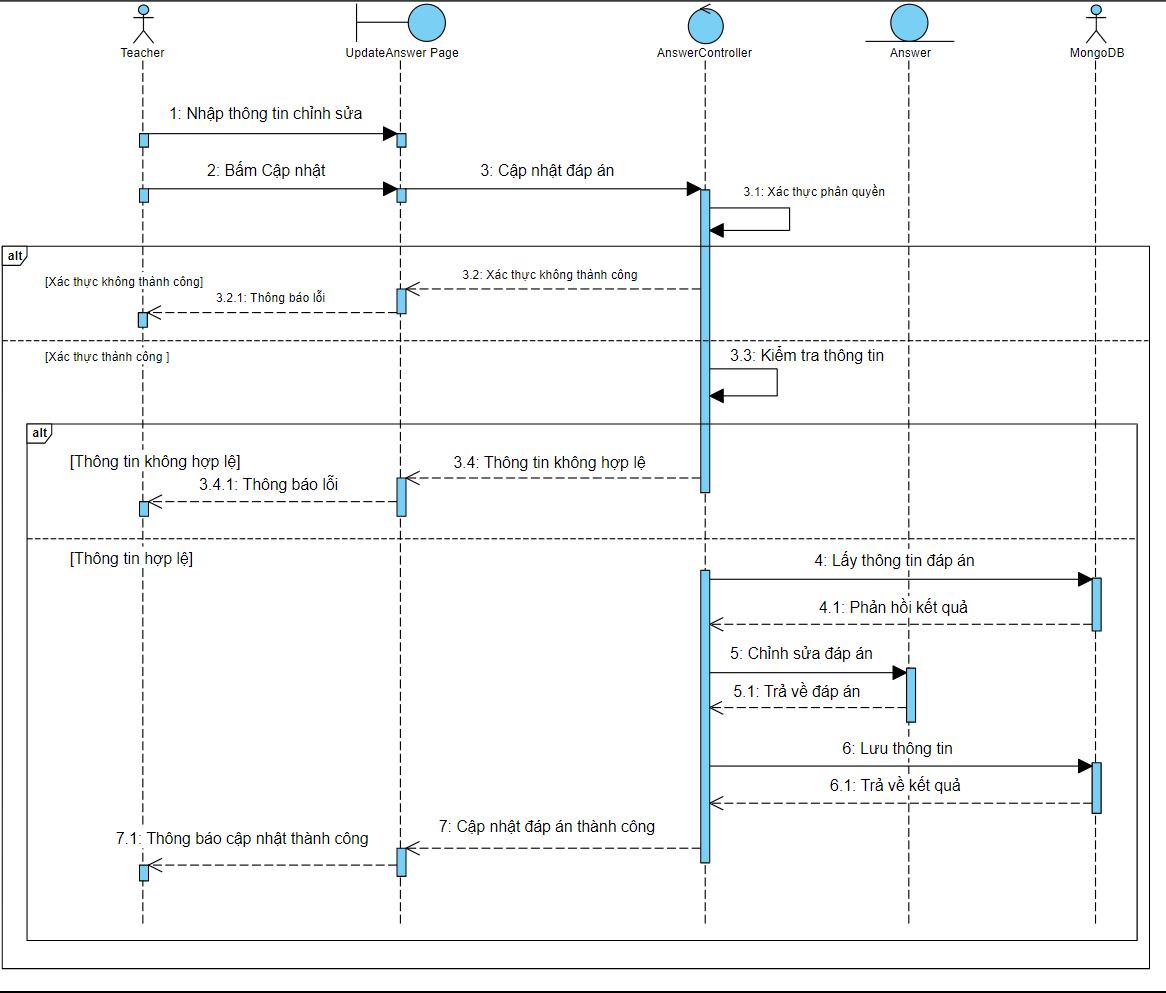 Teacher
UpdateAnswer Page
AnswerController
Answer
MongoDB
1: Nhập thông tin chỉnh sửa
2: Bấm Cập nhật
3: Cập nhật đáp án
3.1: Xác thực phân quyền
alt
[Xác thực không thành công]
3.2: Xác thực không thành công
3.2.1: Thông báo lỗi
[Xác thực thành công ]
3.3: Kiểm tra thông tin
alt
[Thông tin không hợp lệ]
3.4: Thông tin không hợp lệ
3.4.1: Thông báo lỗi
[Thông tin hợp lệ]
4: Lấy thông tin đáp án
4.1: Phản hồi kết quả
5: Chỉnh sửa đáp án
5.1: Trả về đáp án
6: Lưu thông tin
6.1: Trả về kết quả
7: Cập nhật đáp án thành công
7.1: Thông báo cập nhật thành công